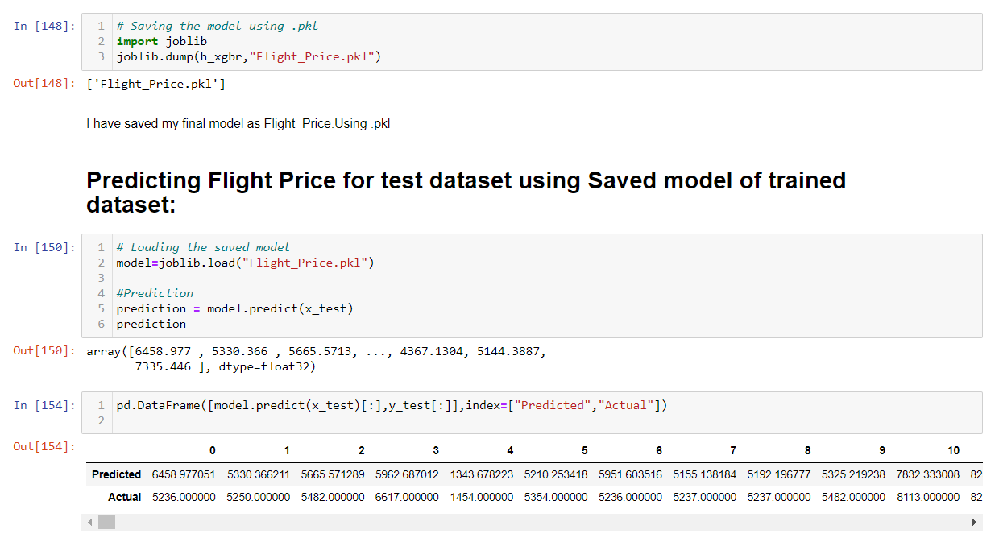 In [148]:
1 # Saving the model using .pkl
2 import joblib
3 joblib.dump(h_xgbr,"Flight_Price.pkl")
Out[148]: ['Flight_Price.pkl']
I have saved my final model as Flight_Price.Using .pkl
Predicting Flight Price for test dataset using Saved model of trained
dataset:
In [150]:
1 # Loading the saved model
2 model=joblib.load("Flight_Price.pkl")
3
4 #Prediction
5 prediction = model.predict(x_test)
6 prediction
Out[150]: array([6458.977 , 5330.366 , 5665.5713, ..., 4367.1304, 5144.3887,
7335.446 ], dtype=float32)
In [154]:
1 pd.DataFrame([model.predict(x_test)[:],y_test[:]],index=["Predicted","Actual"])
2
Out[154]:
0 1 2 3 4 5 6 7 8 9 10
Predicted 6458.977051 5330.366211 5665.571289 5962.687012 1343.678223 5210.253418 5951.603516 5155.138184 5192.196777 5325.219238 7832.333008 82
Actual 5236.000000 5250.000000 5482.000000 6617.000000 1454.000000 5354.000000 5236.000000 5237.000000 5237.000000 5482.000000 8113.000000 82